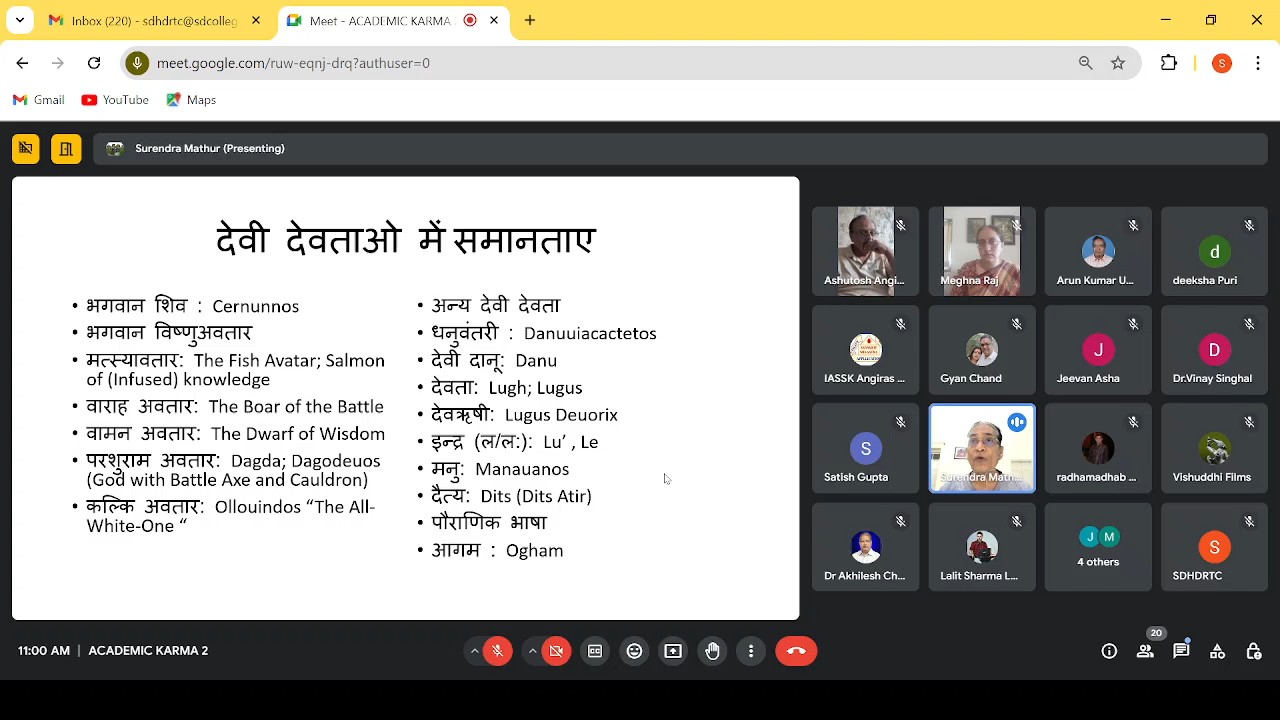 Inbox (220) - sdhdrtc@sdcolleg
Meet - ACADEMIC KARMA
meet.google.com/ruw-eqnj-drq?authuser=0
S
Gmail
YouTube
Maps
Surendra Mathur (Presenting)
देवी देवताओ में समानताए
• भगवान शिव : Cernunnos
• भगवान विष्णुअवतार
• मत्स्यावतार: The Fish Avatar; Salmon
of (Infused) knowledge
• वाराह अवतार: The Boar of the Battle
• वामन अवतार: The Dwarf of Wisdom
• परशुराम अवतार: Dagda; Dagodeuos
(God with Battle Axe and Cauldron)
• कल्कि अवतार: Ollouindos “The All-
White-One “
• अन्य देवी देवता
• धनुवंतरी : Danuuiacactetos
• देवी दानू: Danu
• देवता: Lugh; Lugus
• देवऋषी: Lugus Deuorix
• इन्द्र (ल/ल:): Lu’ , Le
• मनु: Manauanos
• दैत्य: Dits (Dits Atir)
• पौराणिक भाषा
• आगम : Ogham
Ashutosh Angi...
Meghna Raj
Arun Kumar U...
d
deeksha Puri
IASSK Angiras ...
Gyan Chand
J
Jeevan Asha
D
Dr.Vinay Singhal
S
Satish Gupta
Surendra Math...
radhamadhab ...
Vishuddhi Films
Dr Akhilesh Ch...
Lalit Sharma L...
J M
4 others
S
SDHDRTC
11:00 AM | ACADEMIC KARMA 2
20